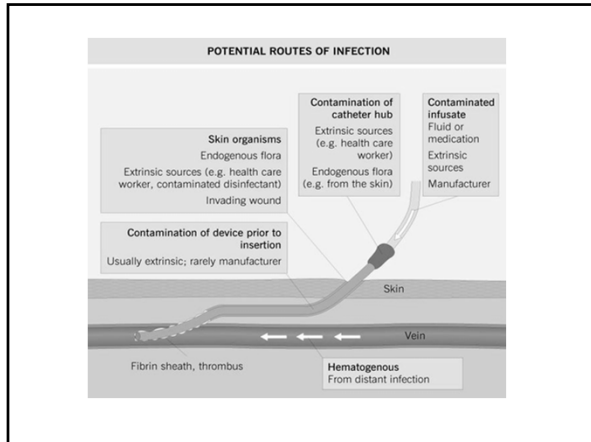 POTENTIAL ROUTES OF INFECTION
Contamination of
catheter hub
Extrinsic sources
(e.g. health care
worker)
Endogenous flora
(e.g. from the skin)
Contaminated
infusate
Fluid or
medication
Extrinsic
sources
Manufacturer
Skin organisms
Endogenous flora
Extrinsic sources (e.g. health care
worker, contaminated disinfectant)
Invading wound
Contamination of device prior to
insertion
Usually extrinsic; rarely manufacturer
Skin
Vein
Fibrin sheath, thrombus
Hematogenous
From distant infection